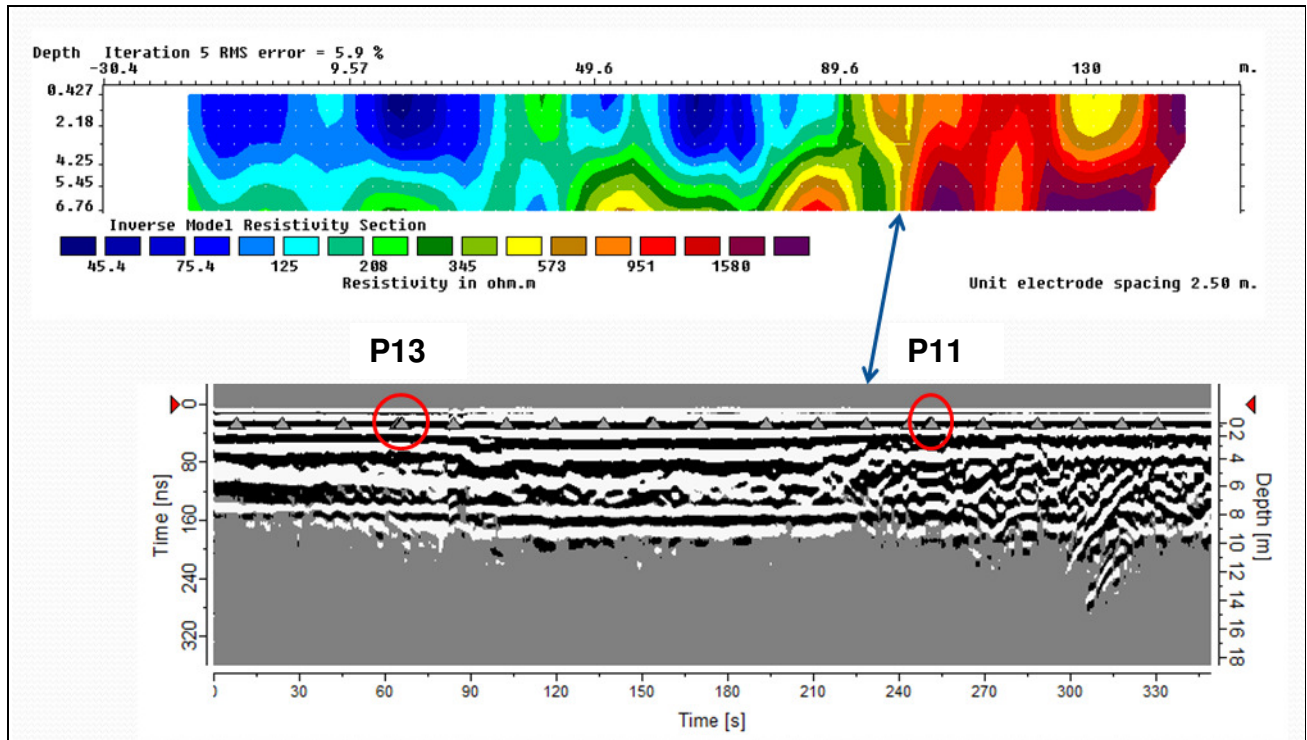 Depth Iteration 5 RMS error = 5.9 %
-30.4 9.57 49.6 89.6 130 m.
0.427
2.18
4.25
5.45
6.76
Inverse Model Resistivity Section
45.4 75.4 125 208 345 573 951 1580
Resistivity in ohm.m
Unit electrode spacing 2.50 m.
P13 P11
0
80
160
240
320
Time [ns]
0 2 4 6 8 10 12 14 16 18
Depth [m]
0 30 60 90 120 150 180 210 240 270 300 330
Time [s]